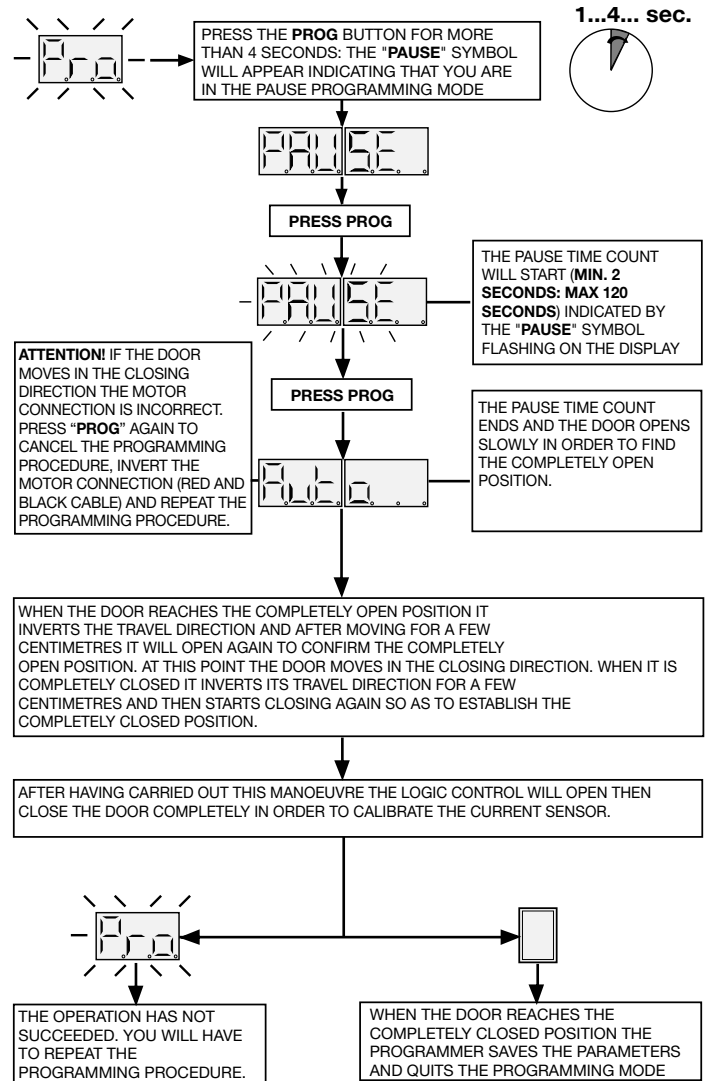 1...4... sec.
Pro
PRESS THE PROG BUTTON FOR MORE
THAN 4 SECONDS: THE "PAUSE" SYMBOL
WILL APPEAR INDICATING THAT YOU ARE
IN THE PAUSE PROGRAMMING MODE
PAUSE
PRESS PROG
PAUSE
THE PAUSE TIME COUNT
WILL START (MIN. 2
SECONDS: MAX 120
SECONDS) INDICATED BY
THE "PAUSE" SYMBOL
FLASHING ON THE DISPLAY
ATTENTION! IF THE DOOR
MOVES IN THE CLOSING
DIRECTION THE MOTOR
CONNECTION IS INCORRECT.
PRESS “PROG” AGAIN TO
CANCEL THE PROGRAMMING
PROCEDURE, INVERT THE
MOTOR CONNECTION (RED AND
BLACK CABLE) AND REPEAT THE
PROGRAMMING PROCEDURE.
PRESS PROG
Auto
THE PAUSE TIME COUNT
ENDS AND THE DOOR OPENS
SLOWLY IN ORDER TO FIND
THE COMPLETELY OPEN
POSITION.
WHEN THE DOOR REACHES THE COMPLETELY OPEN POSITION IT
INVERTS THE TRAVEL DIRECTION AND AFTER MOVING FOR A FEW
CENTIMETRES IT WILL OPEN AGAIN TO CONFIRM THE COMPLETELY
OPEN POSITION. AT THIS POINT THE DOOR MOVES IN THE CLOSING DIRECTION. WHEN IT IS
COMPLETELY CLOSED IT INVERTS ITS TRAVEL DIRECTION FOR A FEW
CENTIMETRES AND THEN STARTS CLOSING AGAIN SO AS TO ESTABLISH THE
COMPLETELY CLOSED POSITION.
AFTER HAVING CARRIED OUT THIS MANOEUVRE THE LOGIC CONTROL WILL OPEN THEN
CLOSE THE DOOR COMPLETELY IN ORDER TO CALIBRATE THE CURRENT SENSOR.
Pro
THE OPERATION HAS NOT
SUCCEEDED. YOU WILL HAVE
TO REPEAT THE
PROGRAMMING PROCEDURE.
WHEN THE DOOR REACHES THE
COMPLETELY CLOSED POSITION THE
PROGRAMMER SAVES THE PARAMETERS
AND QUITS THE PROGRAMMING MODE